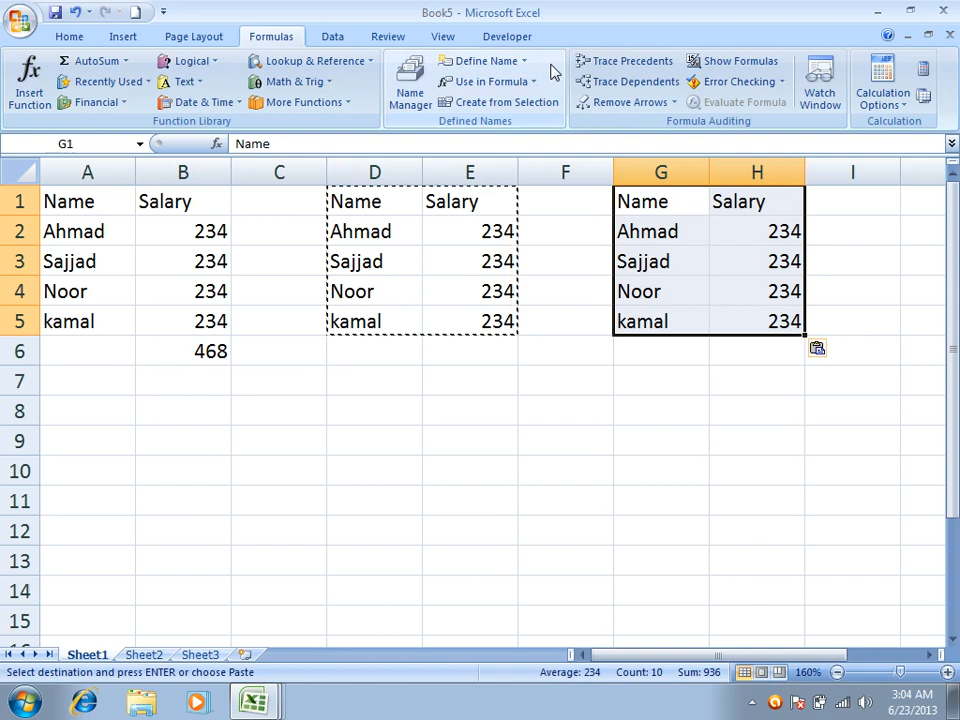 Book5 - Microsoft Excel
Home Insert Page Layout Formulas Data Review View Developer
Insert Function
Σ AutoSum
Recently Used
Financial
Logical
Text
Date & Time
Lookup & Reference
Math & Trig
More Functions
Function Library
Name Manager
Define Name
Use in Formula
Create from Selection
Defined Names
Trace Precedents
Trace Dependents
Remove Arrows
Show Formulas
Error Checking
Evaluate Formula
Formula Auditing
Watch Window
Calculation Options
Calculation
G1 fx Name
A B C D E F G H I
1 Name Salary Name Salary Name Salary
2 Ahmad 234 Ahmad 234 Ahmad 234
3 Sajjad 234 Sajjad 234 Sajjad 234
4 Noor 234 Noor 234 Noor 234
5 kamal 234 kamal 234 kamal 234
6 468
7
8
9
10
11
12
13
14
15
Sheet1 Sheet2 Sheet3
Select destination and press ENTER or choose Paste Average: 234 Count: 10 Sum: 936 160%
3:04 AM
6/23/2013